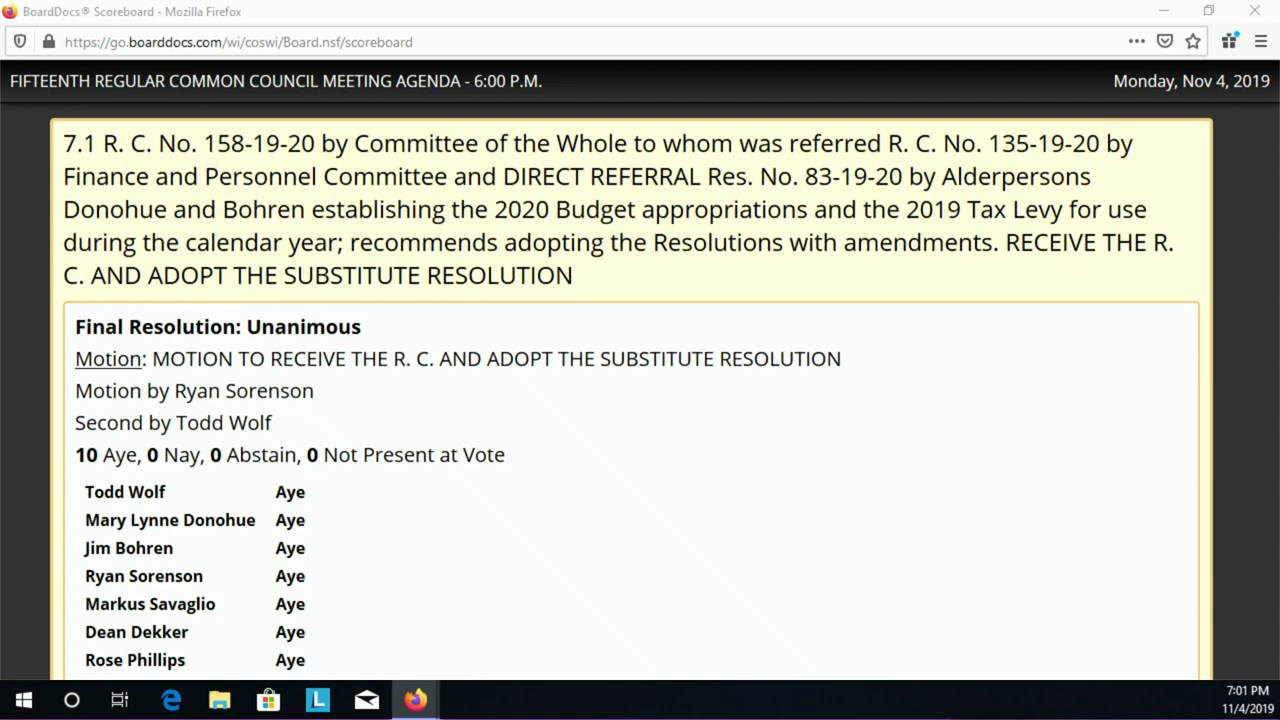 BoardDocs® Scoreboard - Mozilla Firefox
https://go.boarddocs.com/wi/coswi/Board.nsf/scoreboard
FIFTEENTH REGULAR COMMON COUNCIL MEETING AGENDA - 6:00 P.M.
Monday, Nov 4, 2019
7.1 R. C. No. 158-19-20 by Committee of the Whole to whom was referred R. C. No. 135-19-20 by
Finance and Personnel Committee and DIRECT REFERRAL Res. No. 83-19-20 by Alderpersons
Donohue and Bohren establishing the 2020 Budget appropriations and the 2019 Tax Levy for use
during the calendar year; recommends adopting the Resolutions with amendments. RECEIVE THE R.
C. AND ADOPT THE SUBSTITUTE RESOLUTION
Final Resolution: Unanimous
Motion: MOTION TO RECEIVE THE R. C. AND ADOPT THE SUBSTITUTE RESOLUTION
Motion by Ryan Sorenson
Second by Todd Wolf
10 Aye, 0 Nay, 0 Abstain, 0 Not Present at Vote
Todd Wolf Aye
Mary Lynne Donohue Aye
Jim Bohren Aye
Ryan Sorenson Aye
Markus Savaglio Aye
Dean Dekker Aye
Rose Phillips Aye
L
7:01 PM
11/4/2019